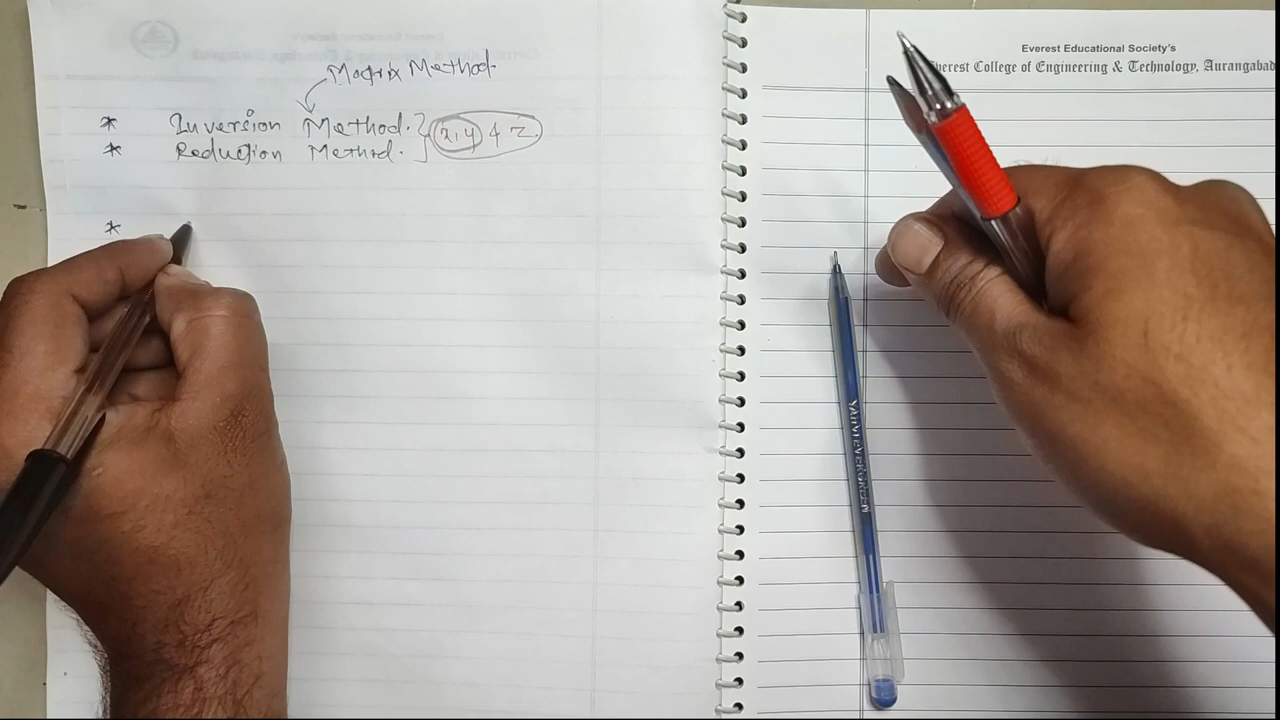 Matrix Method.
* Inversion Method. } x, y & z.
* Reduction Method.
*
Everest Educational Society's
Everest College of Engineering & Technology, Aurangabad